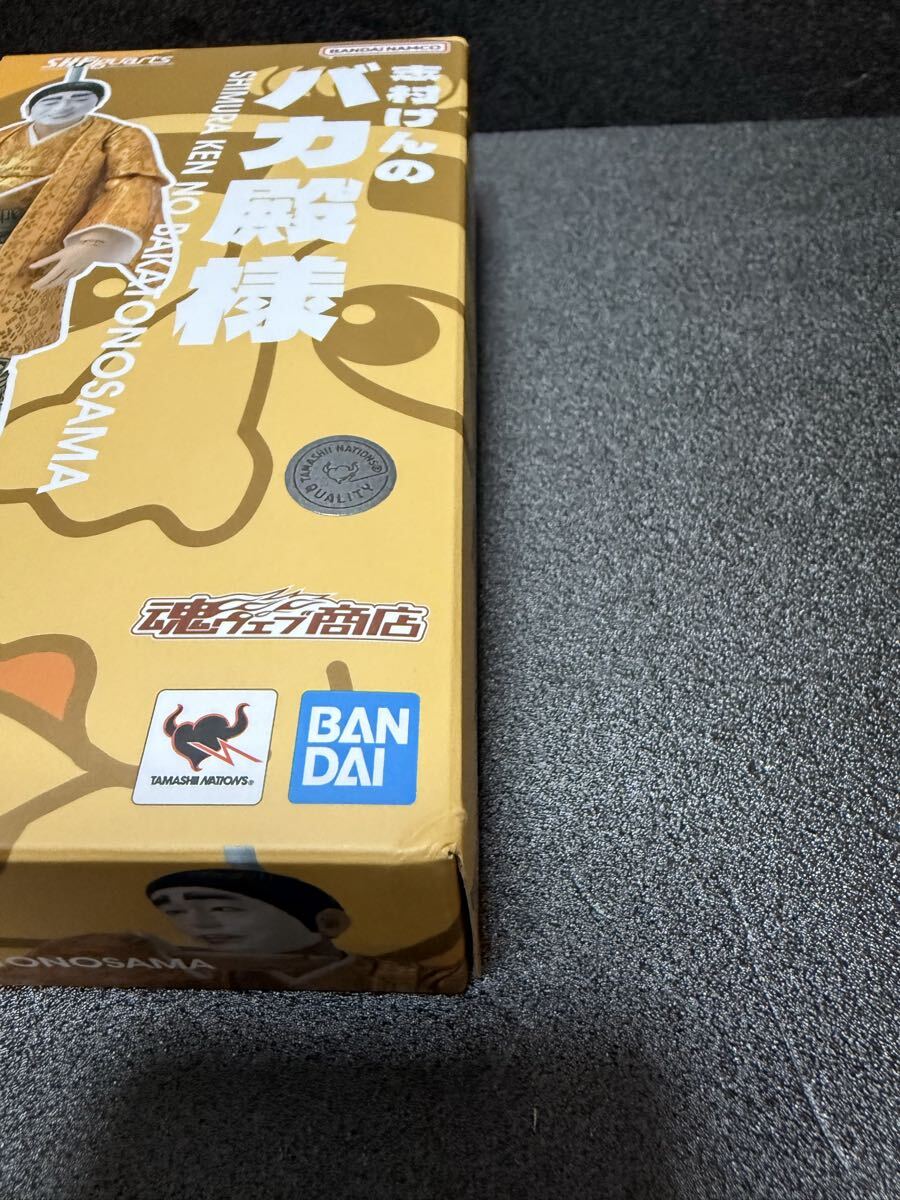 S.H.Figuarts
BANDAI NAMCO
志村けんの
バカ殿様
SHIMURA KEN NO BAKATONOSAMA
TAMASHII NATIONS®
QUALITY
魂ウェブ商店
TAMASHII NATIONS®
BAN
DAI
TONOSAMA